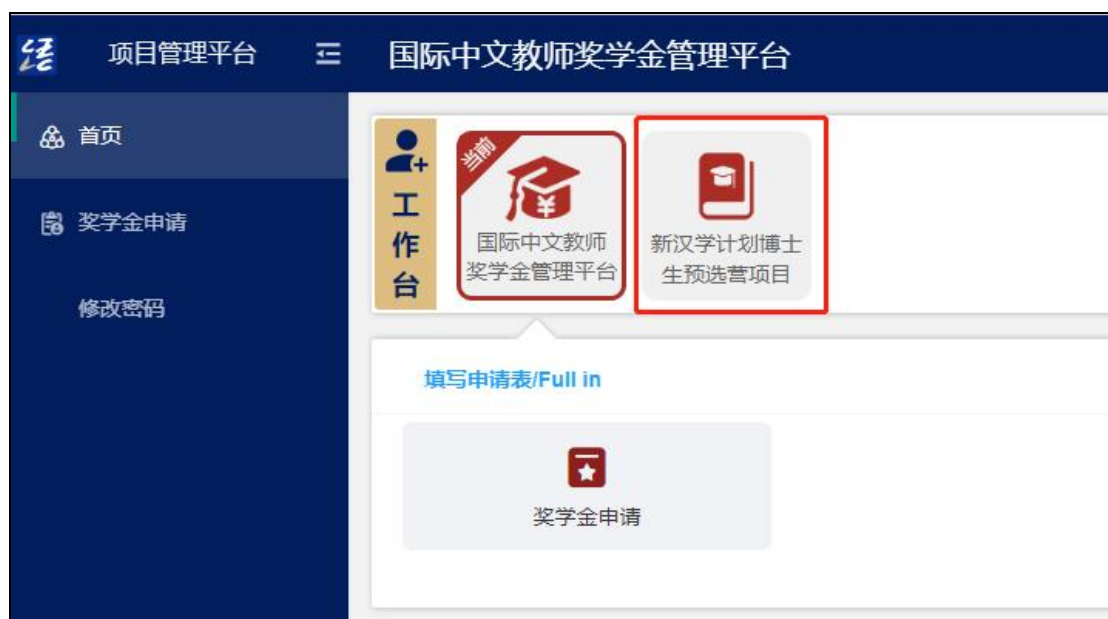 项目管理平台
国际中文教师奖学金管理平台
首页
奖学金申请
修改密码
工作台
当前
国际中文教师
奖学金管理平台
新汉学计划博士
生预选营项目
填写申请表/Full in
奖学金申请